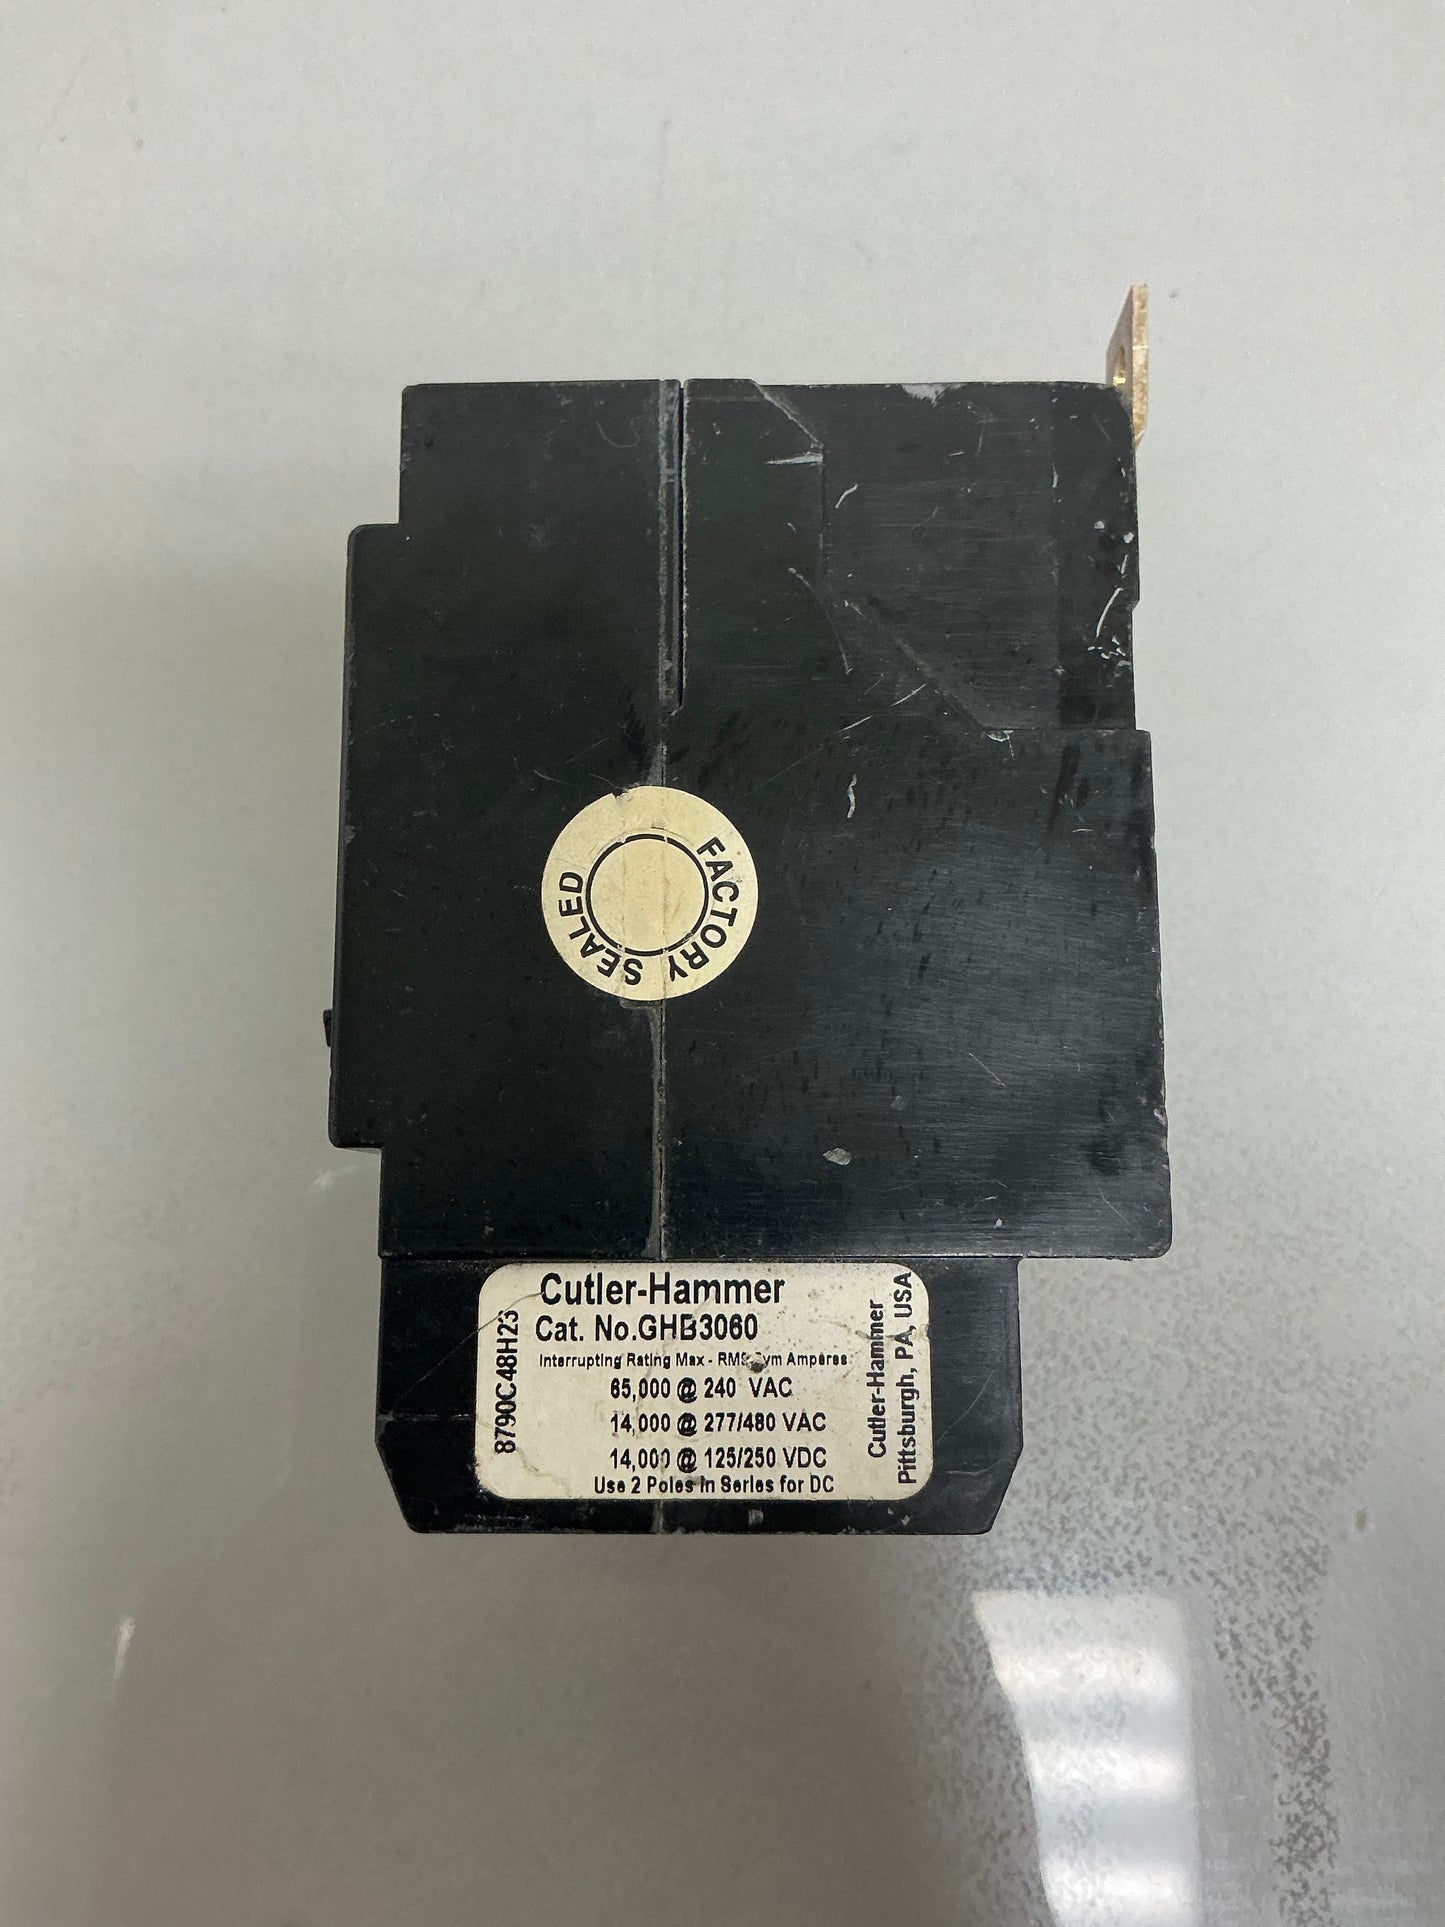 FACTORY SEALED
Cutler-Hammer
Cat. No.GHB3060
Interrupting Rating Max - RMS Sym Amperes
65,000 @ 240 VAC
14,000 @ 277/480 VAC
14,000 @ 125/250 VDC
Use 2 Poles in Series for DC
8790C48H23
Cutler-Hammer
Pittsburgh, PA, USA